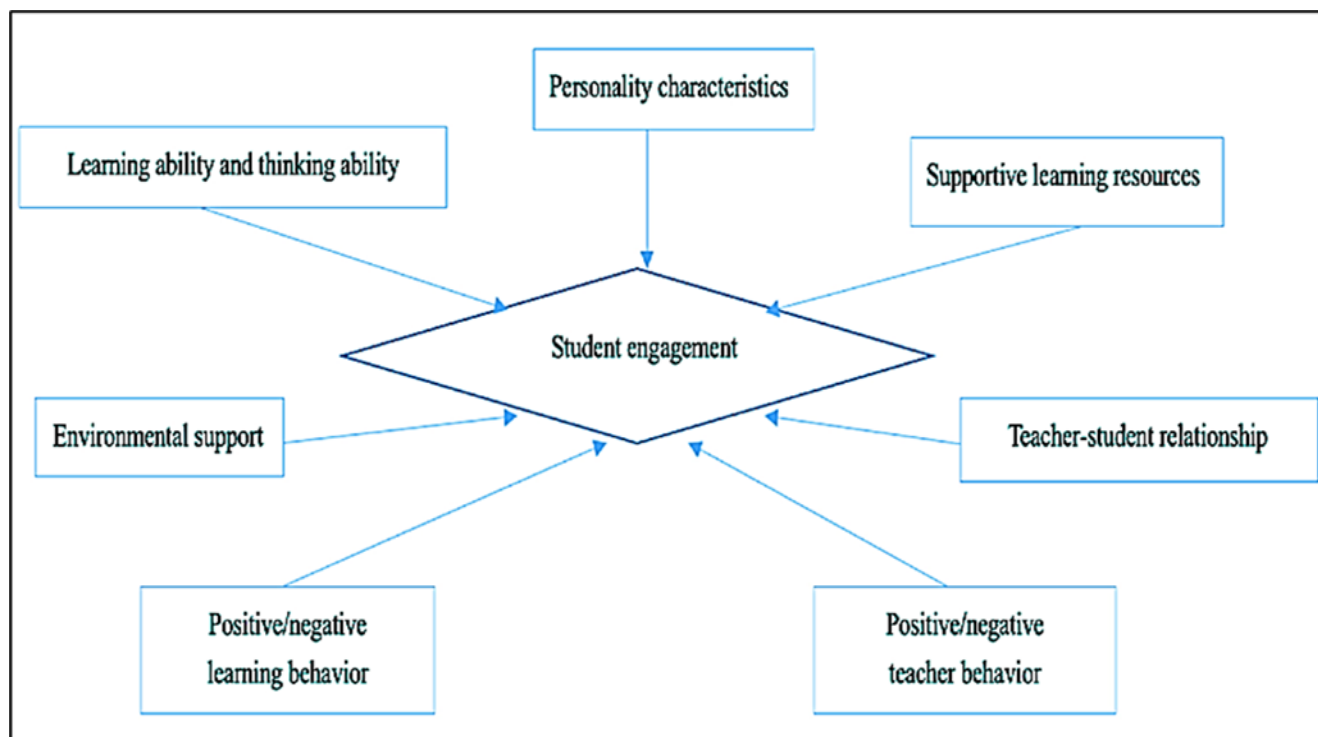 Personality characteristics
Learning ability and thinking ability
Supportive learning resources
Student engagement
Environmental support
Teacher-student relationship
Positive/negative
learning behavior
Positive/negative
teacher behavior